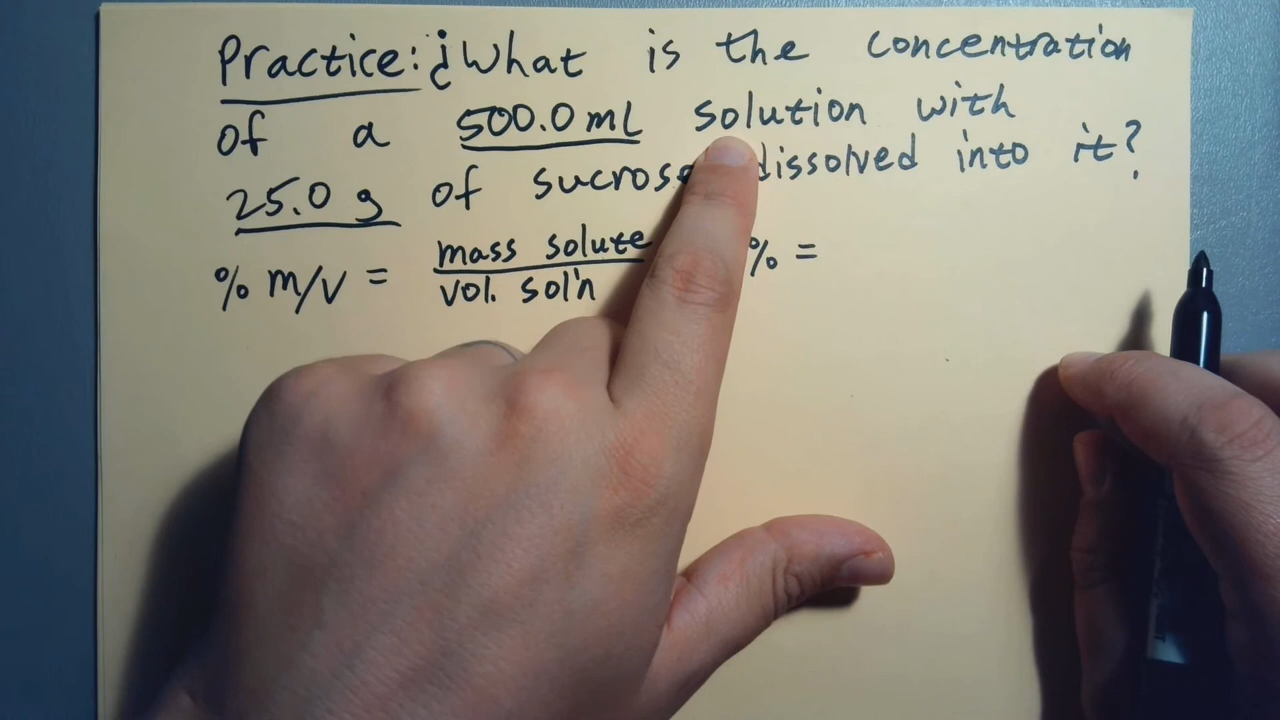 Practice: ¿What is the concentration
of a 500.0 mL solution with
25.0 g of sucrose dissolved into it?
% m/v = mass solute / vol. sol'n % =